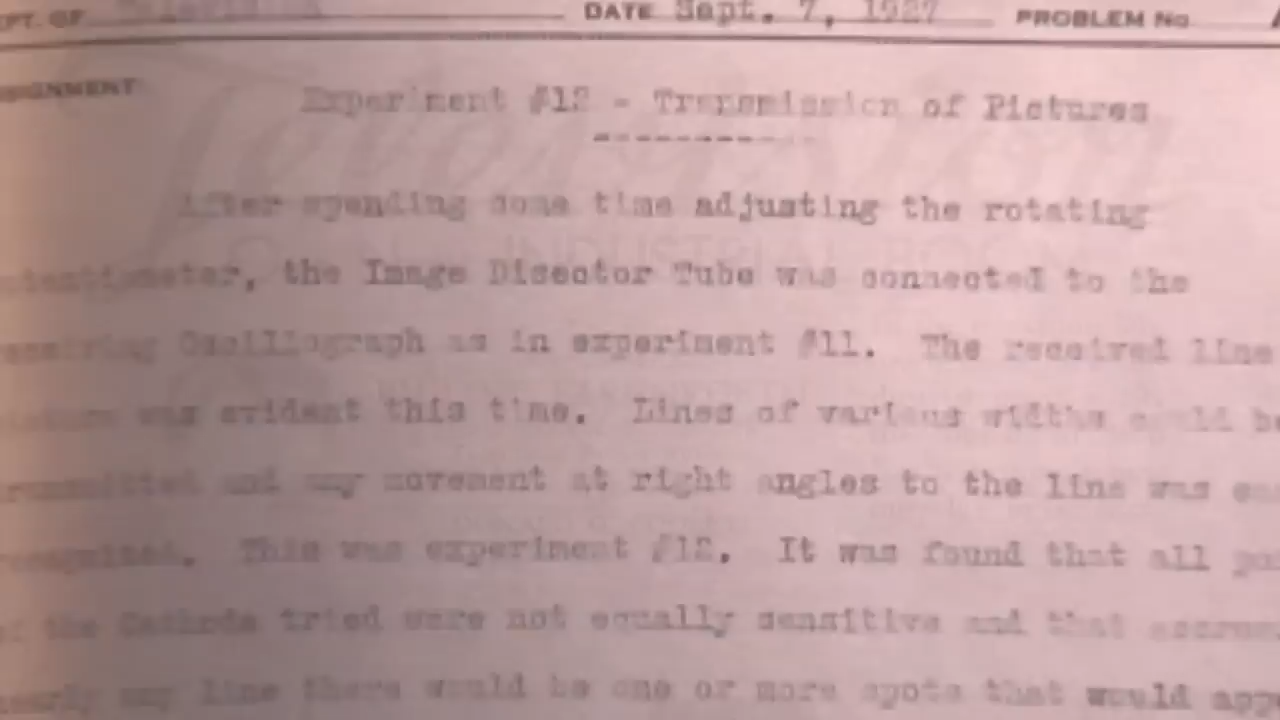 DATE Sept. 7, 1927 PROBLEM No
Experiment #12 - Transmission of Pictures
After spending some time adjusting the rotating
the Image Disector Tube was connected to the
Oscillograph as in experiment #11. The received line
was evident this time. Lines of various widths could be
and any movement at right angles to the line was
This was experiment #12. It was found that all
of the Cathode tried were not equally sensitive and that
any line there would be one or more spots that would